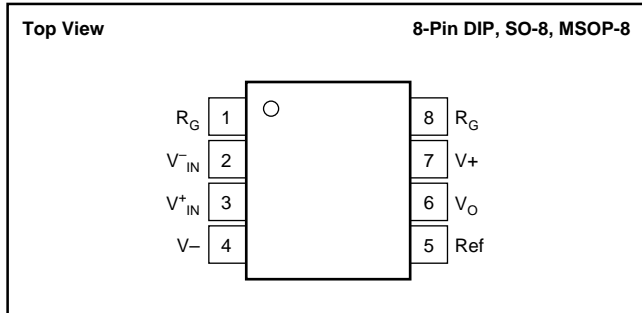 Top View 8-Pin DIP, SO-8, MSOP-8
R_G 1 8 R_G
V⁻_IN 2 7 V+
V⁺_IN 3 6 V_O
V– 4 5 Ref